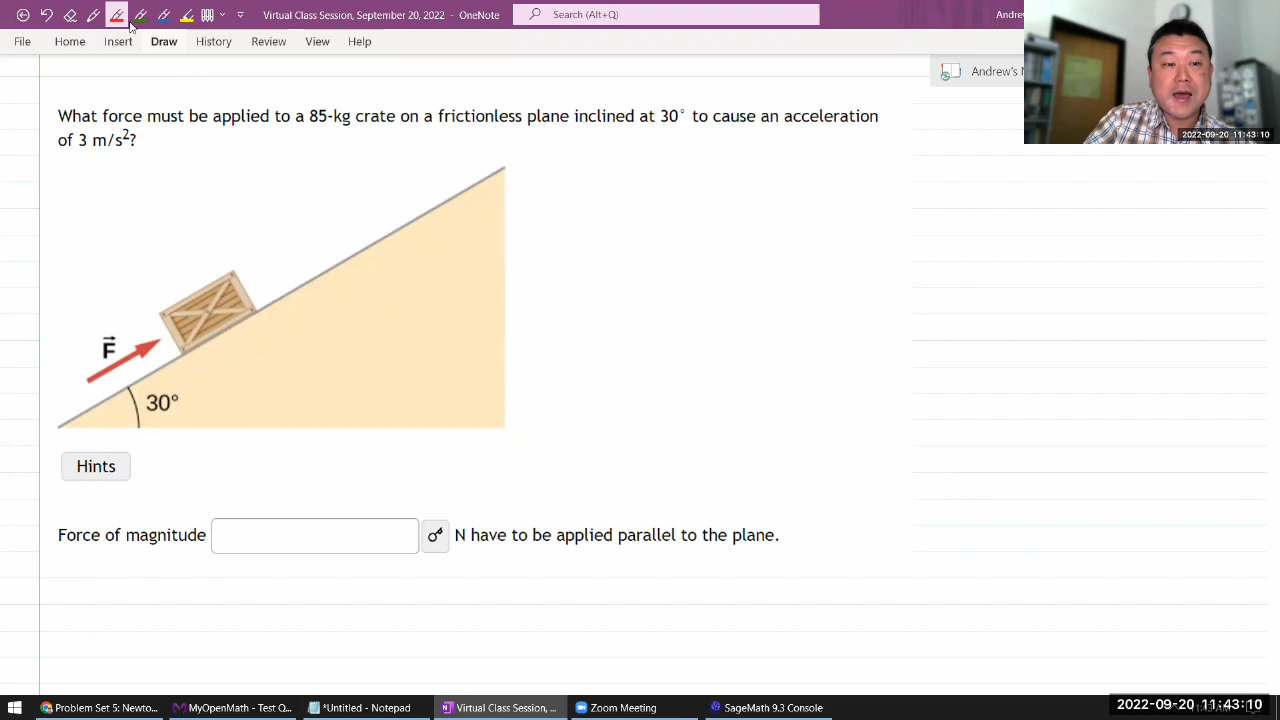 Virtual Class Session, September 20, 2022 - OneNote
Search (Alt+Q)
Andrew
File Home Insert Draw History Review View Help
Andrew's N
2022-09-20 11:43:10
What force must be applied to a 85-kg crate on a frictionless plane inclined at 30° to cause an acceleration
of 3 m/s²?
F⃗
30°
Hints
Force of magnitude N have to be applied parallel to the plane.
Problem Set 5: Newto... MyOpenMath - Test Q... *Untitled - Notepad Virtual Class Session, ... Zoom Meeting SageMath 9.3 Console
2022-09-20 11:43:10